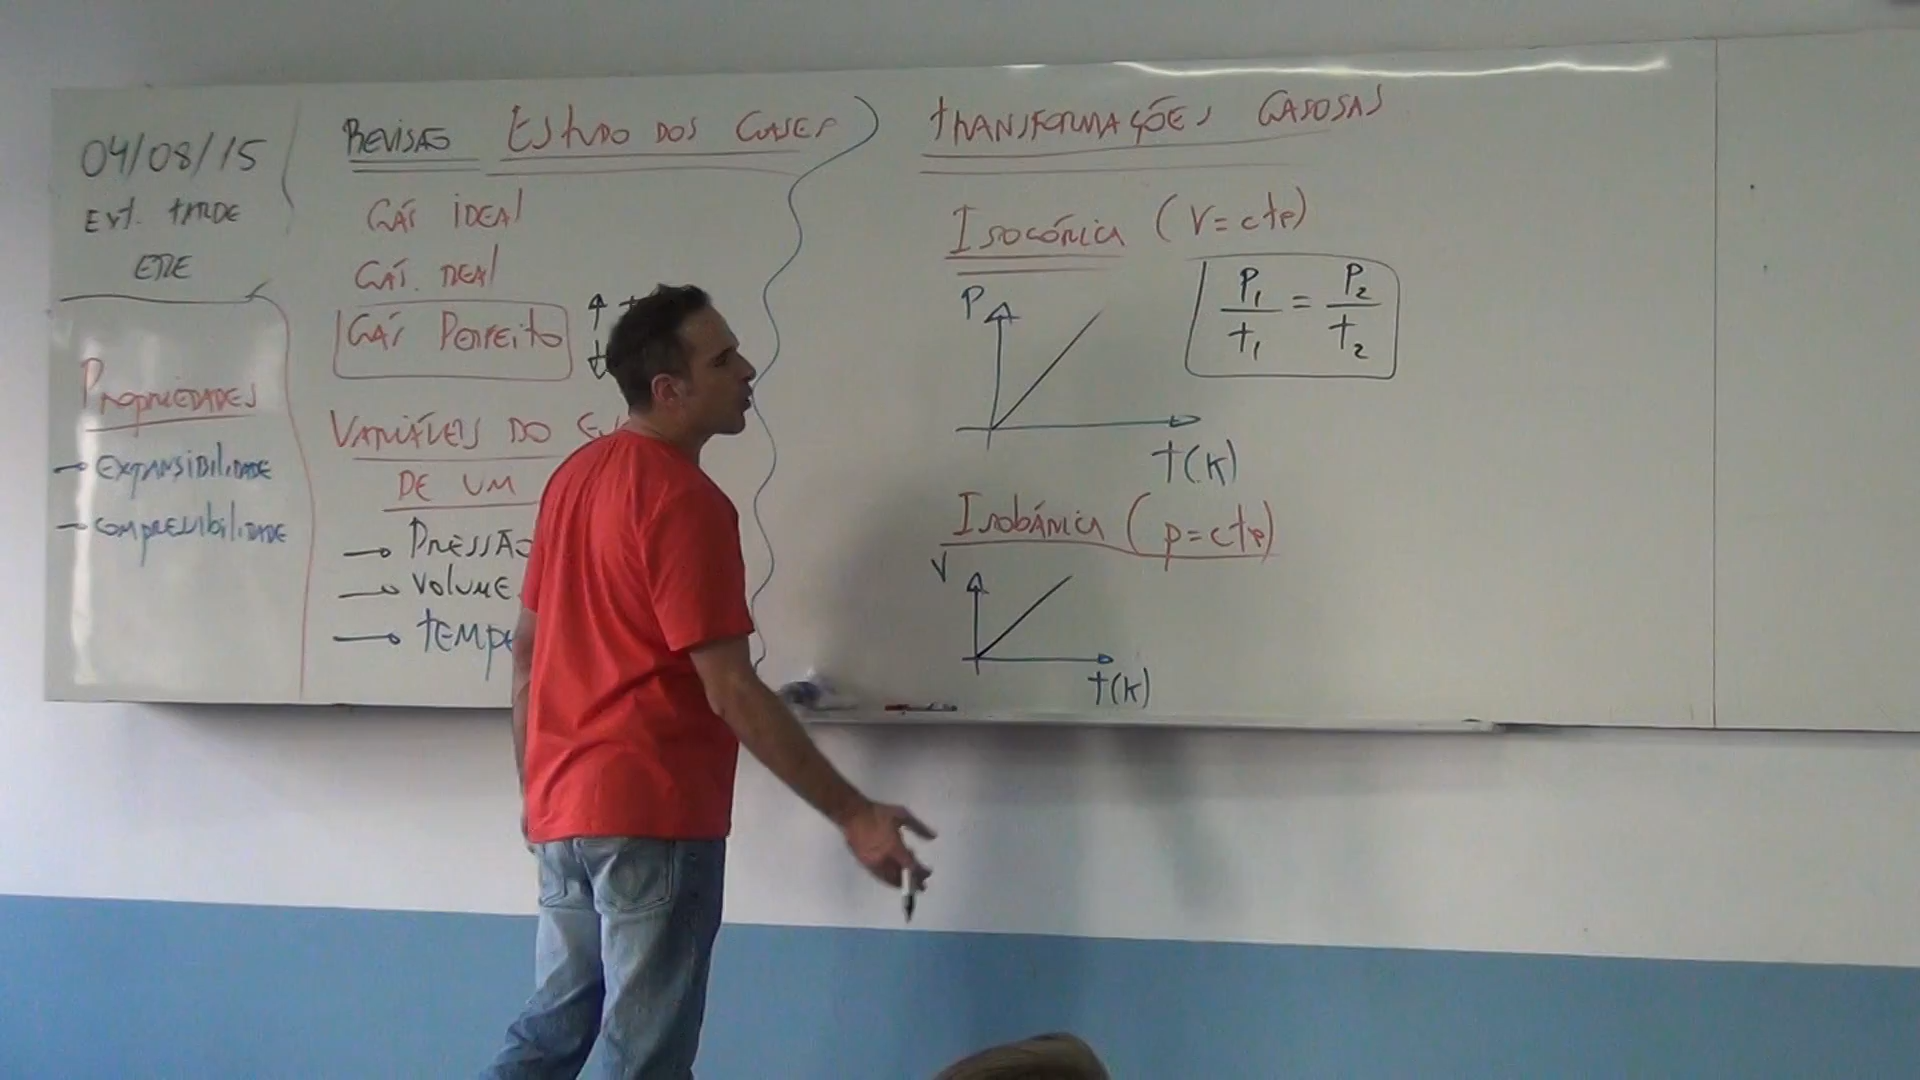 04/08/15
EXT. TARDE
ERE
PROPRIEDADES
→ EXPANSIBILIDADE
→ COMPRESSIBILIDADE
REVISÃO ESTUDO DOS GASES
GÁS IDEAL
GÁS REAL
GÁS PERFEITO
VARIÁVEIS DO
DE UM
→ PRESSÃO
→ VOLUME
→ TEMPE
TRANSFORMAÇÕES GASOSAS
ISOCÓRICA (V=cte)
P
P1/T1 = P2/T2
T(K)
ISOBÁRICA (p=cte)
V
T(K)